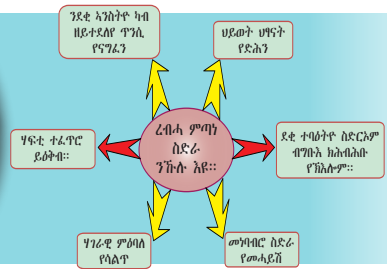 ንደቂ ኣንስትዮ ካብ
ዘይተደለየ ጥንሲ
የናግፈን
ህይወት ህፃናት
የድሕን
ረብሓ ምጣነ
ስድራ
ንኹሉ እዩ።
ሃፍቲ ተፈጥሮ
ይዕቅብ።
ደቂ ተባዕትዮ ስድርኦም
ብግቡእ ክሕብሕቡ
የኽእሎም።
ሃገራዊ ምዕባለ
የሳልጥ
መነባብሮ ስድራ
የመሓይሽ